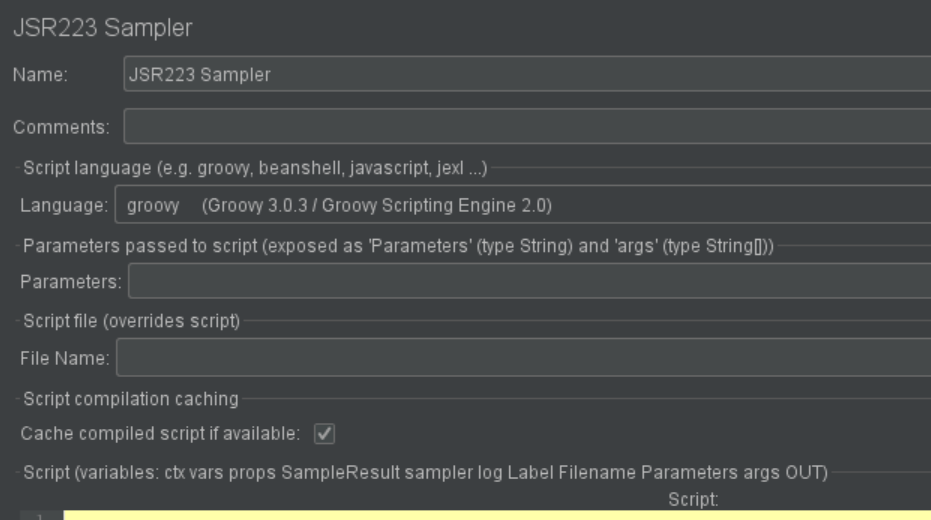 JSR223 Sampler
Name: JSR223 Sampler
Comments:
Script language (e.g. groovy, beanshell, javascript, jexl ...)
Language: groovy (Groovy 3.0.3 / Groovy Scripting Engine 2.0)
Parameters passed to script (exposed as 'Parameters' (type String) and 'args' (type String[]))
Parameters:
Script file (overrides script)
File Name:
Script compilation caching
Cache compiled script if available:
Script (variables: ctx vars props SampleResult sampler log Label Filename Parameters args OUT)
Script:
1